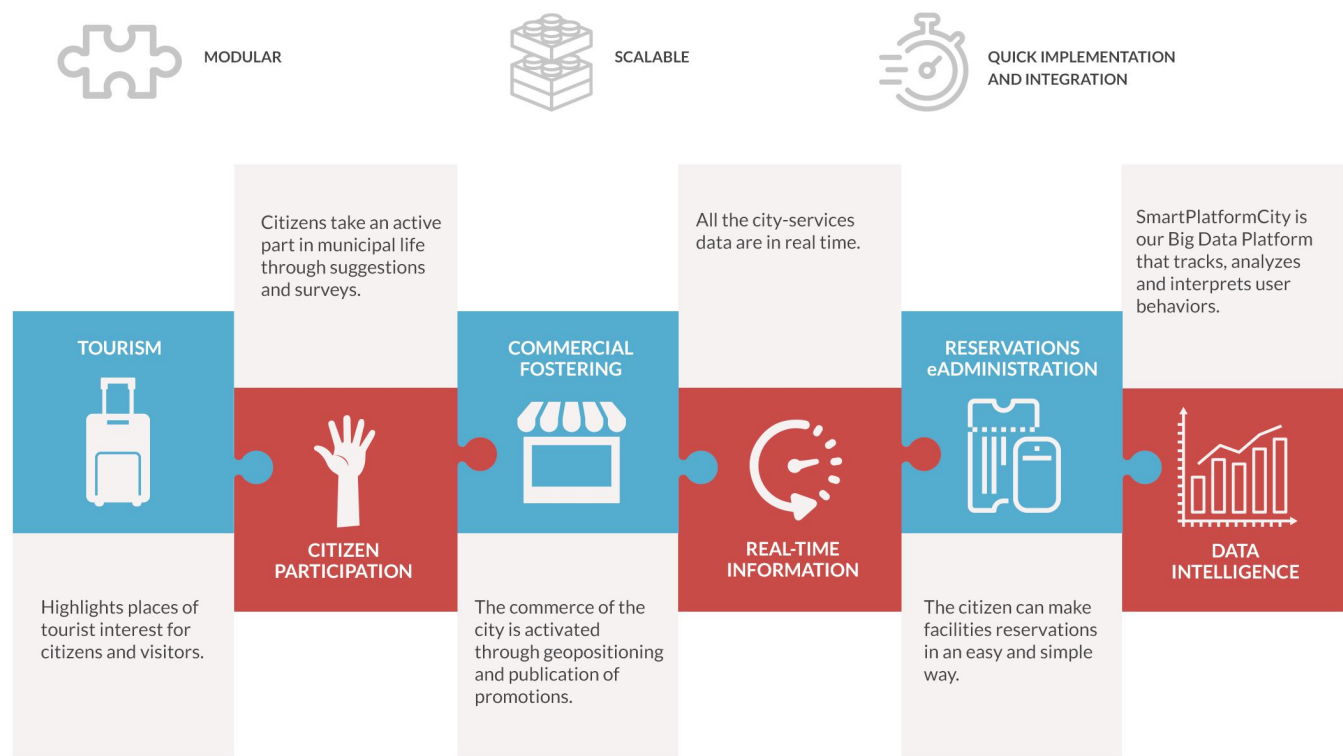 MODULAR
SCALABLE
QUICK IMPLEMENTATION
AND INTEGRATION
TOURISM
Highlights places of
tourist interest for
citizens and visitors.
Citizens take an active
part in municipal life
through suggestions
and surveys.
CITIZEN
PARTICIPATION
COMMERCIAL
FOSTERING
The commerce of the
city is activated
through geopositioning
and publication of
promotions.
All the city-services
data are in real time.
REAL-TIME
INFORMATION
RESERVATIONS
eADMINISTRATION
The citizen can make
facilities reservations
in an easy and simple
way.
SmartPlatformCity is
our Big Data Platform
that tracks, analyzes
and interprets user
behaviors.
DATA
INTELLIGENCE